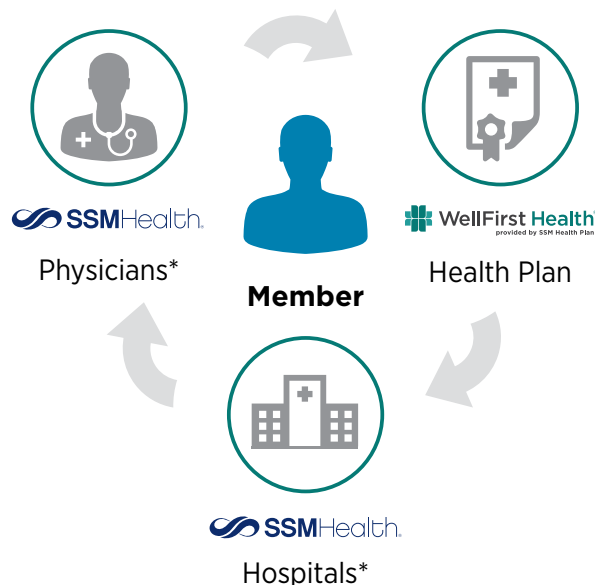 SSMHealth.
Physicians*
WellFirst Health
provided by SSM Health Plan
Health Plan
Member
SSMHealth.
Hospitals*